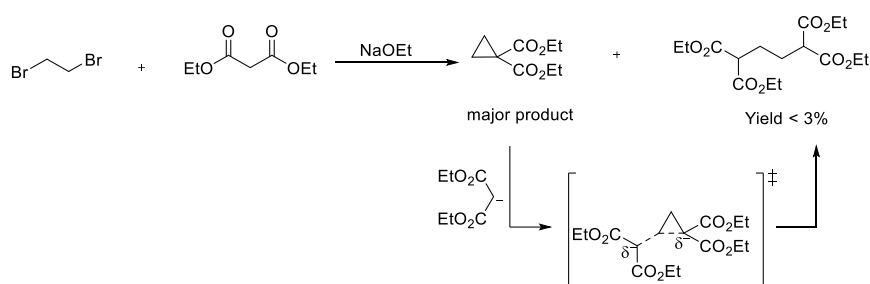 Br
Br
+
O
O
EtO
OEt
NaOEt
CO₂Et
CO₂Et
major product
+
EtO₂C
CO₂Et
CO₂Et
CO₂Et
Yield < 3%
EtO₂C
EtO₂C
−
EtO₂C
δ−
CO₂Et
δ−
CO₂Et
CO₂Et
‡